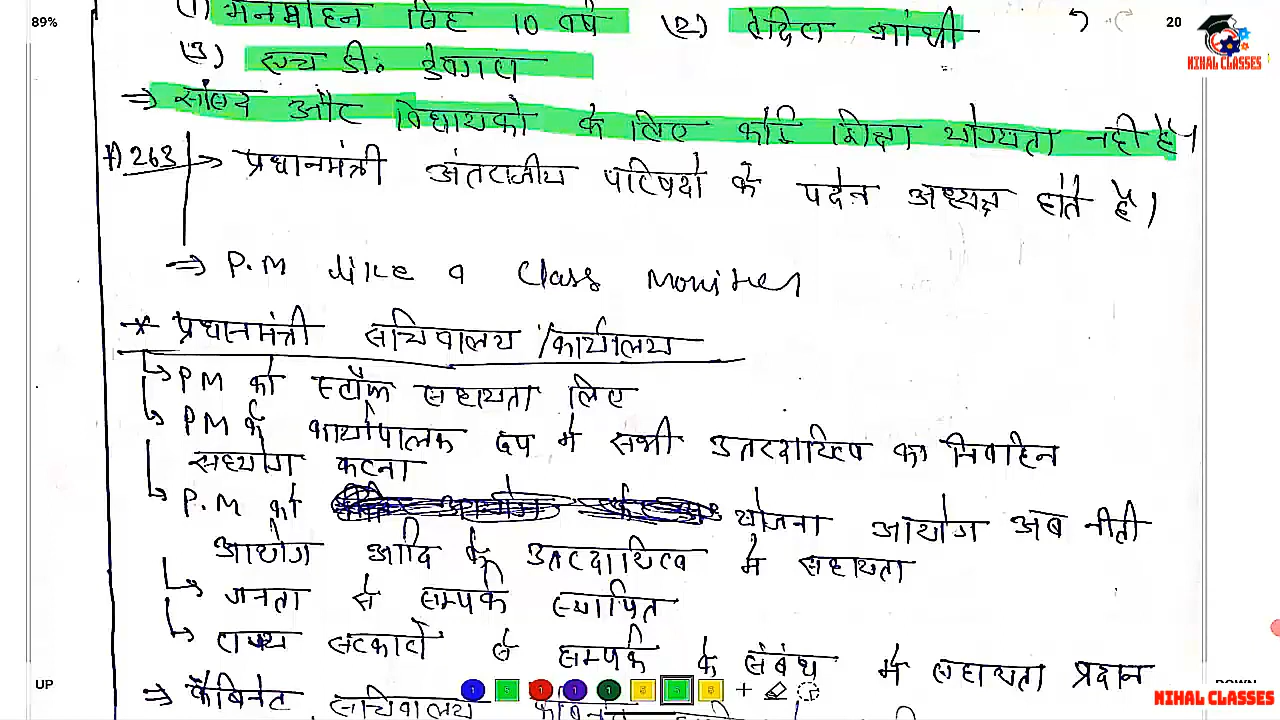 89%
20
(1) मनमोहन सिंह 10 वर्ष (2) इंदिरा गांधी
(3) एच डी॰ देवगौड़ा
⇒ सांसद और विधायको के लिए कोई शिक्षा योग्यता नही है।
A) 263 → प्रधानमंत्री अंतराजीय परिषदो के पदेन अध्यक्ष होते है।
⇒ P.M like a class moniter
* प्रधानमंत्री सचिवालय / कार्यालय
PM को स्टॉफ सहायता लिए
PM के कार्यपालक रूप मे सभी उत्तरदायित्व का निर्वाहन
सहयोग करना
P.M को योजना आयोग अब नीती
आयोग आदि के उत्तरदायित्व मे सहायता
जनता से सम्पर्क स्थापित
राज्य सरकारो से सम्पर्क के संबंध मे सहायता प्रदान
⇒ कैबिनेट सचिवालय
UP
DOWN
NIHAL CLASSES
NIHAL CLASSES